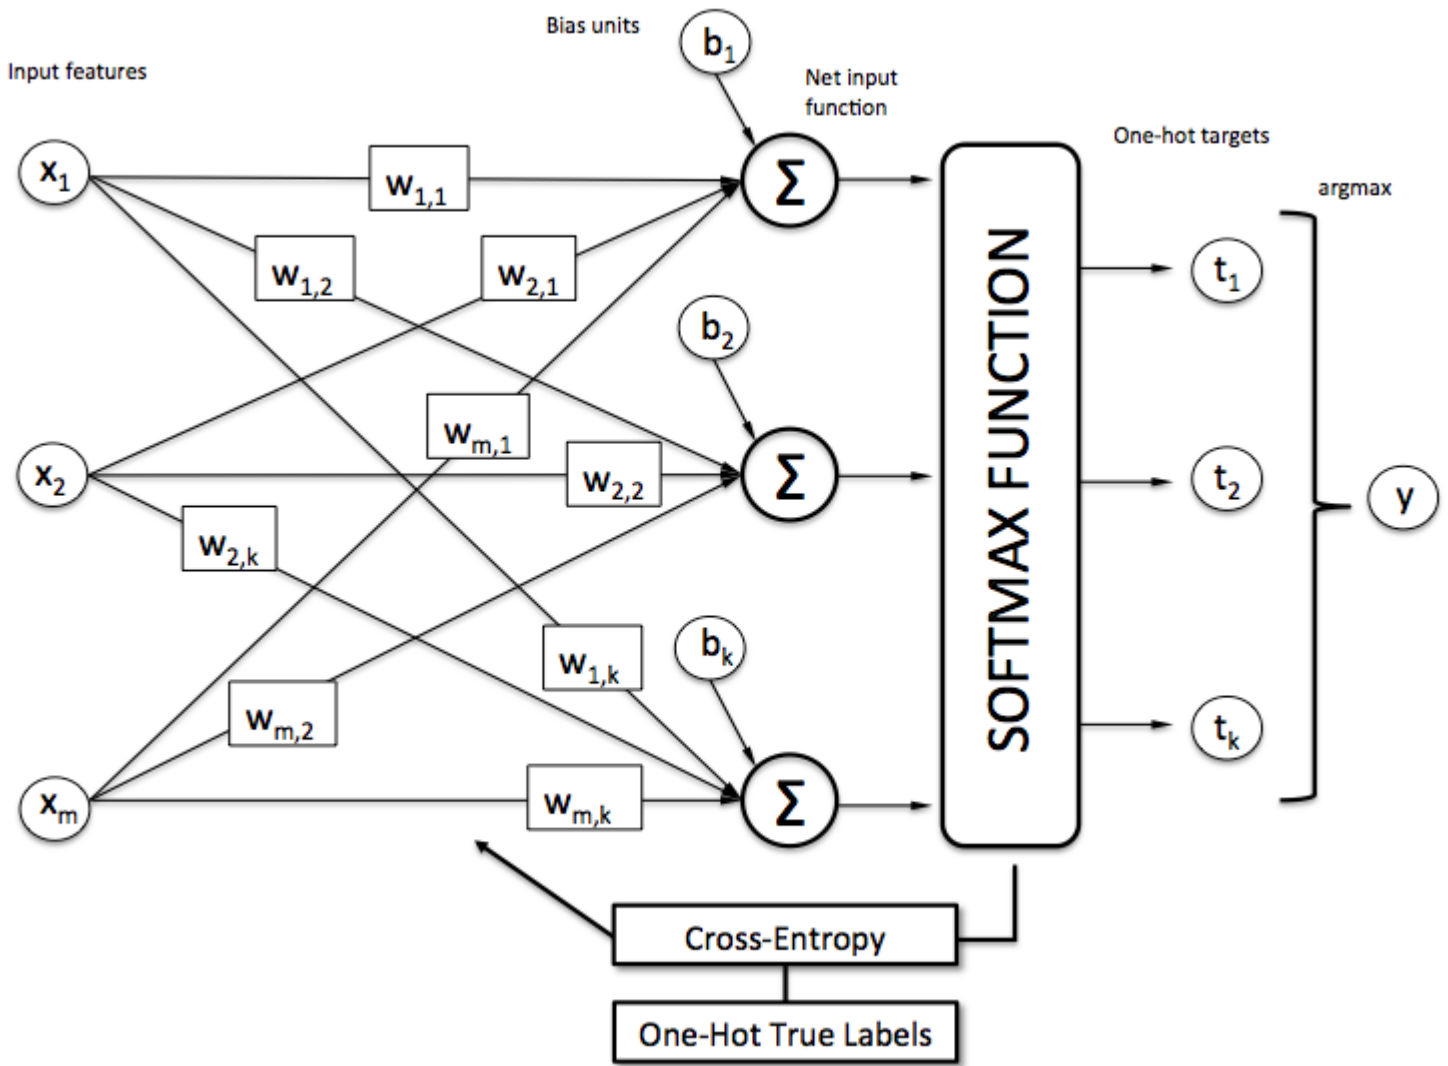 Bias units
b1
Input features
Net input
function
One-hot targets
x1
w1,1
Σ
argmax
w1,2
w2,1
t1
b2
wm,1
x2
w2,2
Σ
t2
y
w2,k
SOFTMAX FUNCTION
bk
w1,k
wm,2
tk
xm
wm,k
Σ
Cross-Entropy
One-Hot True Labels